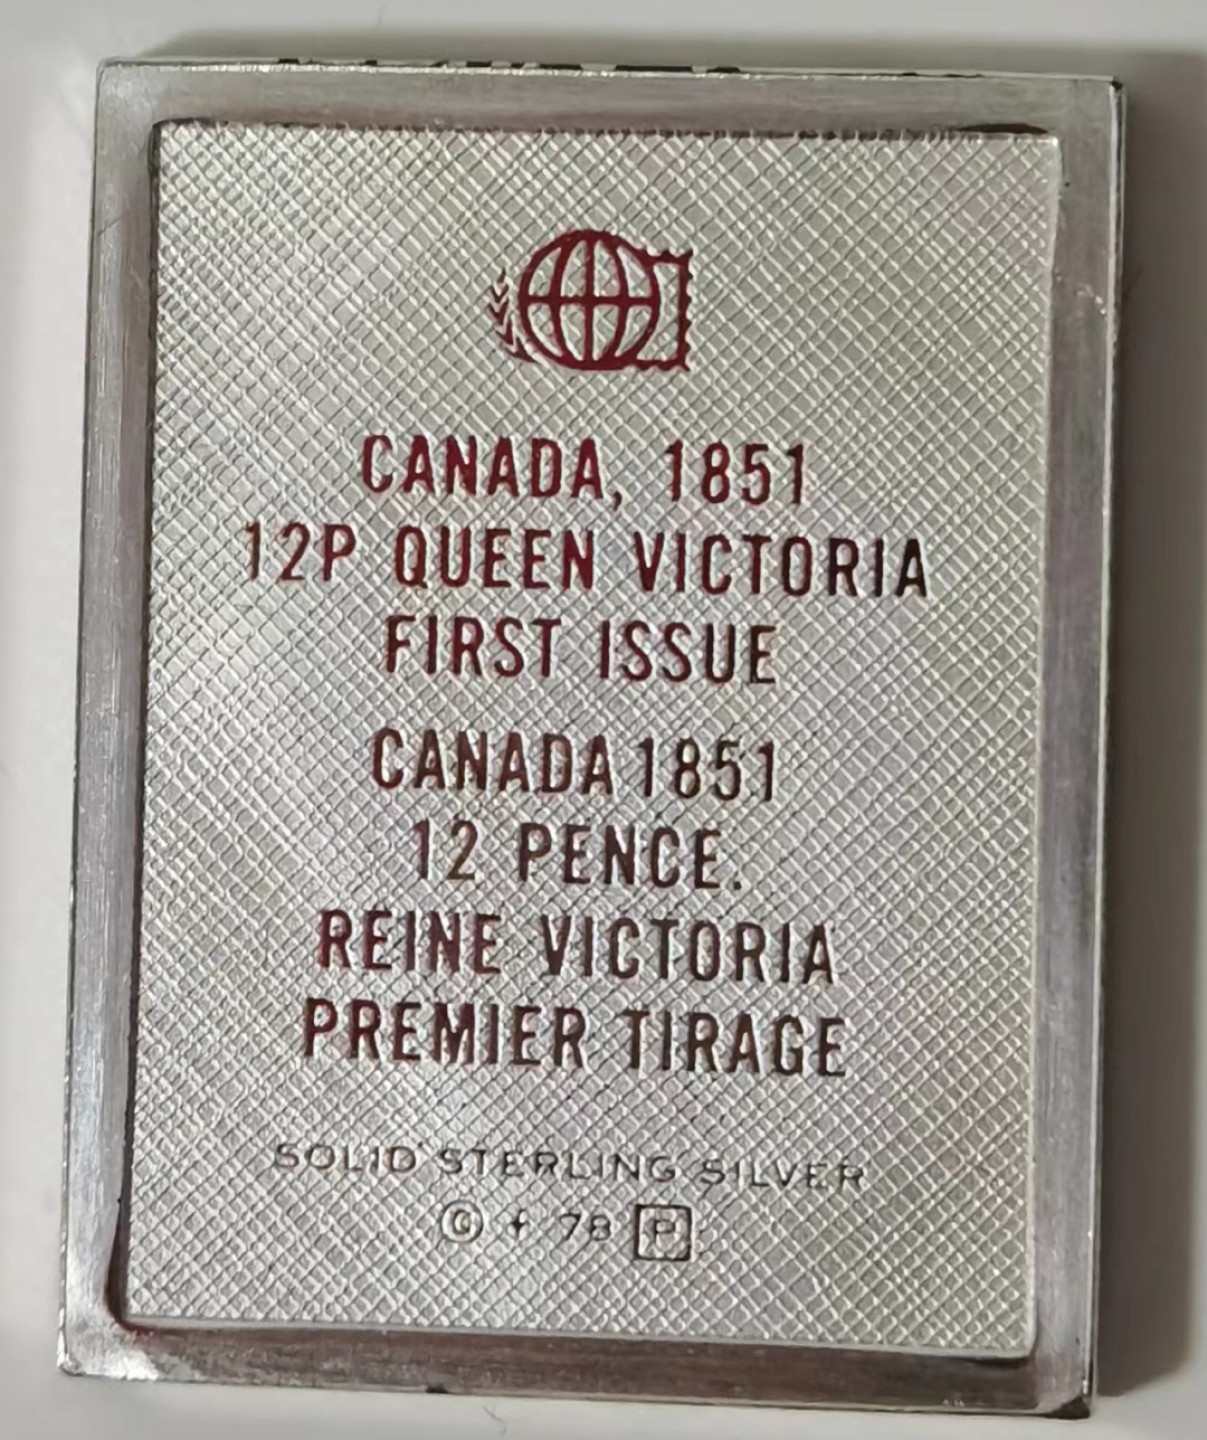 CANADA, 1851
12P QUEEN VICTORIA
FIRST ISSUE
CANADA 1851
12 PENCE.
REINE VICTORIA
PREMIER TIRAGE
SOLID STERLING SILVER
© f 78 P